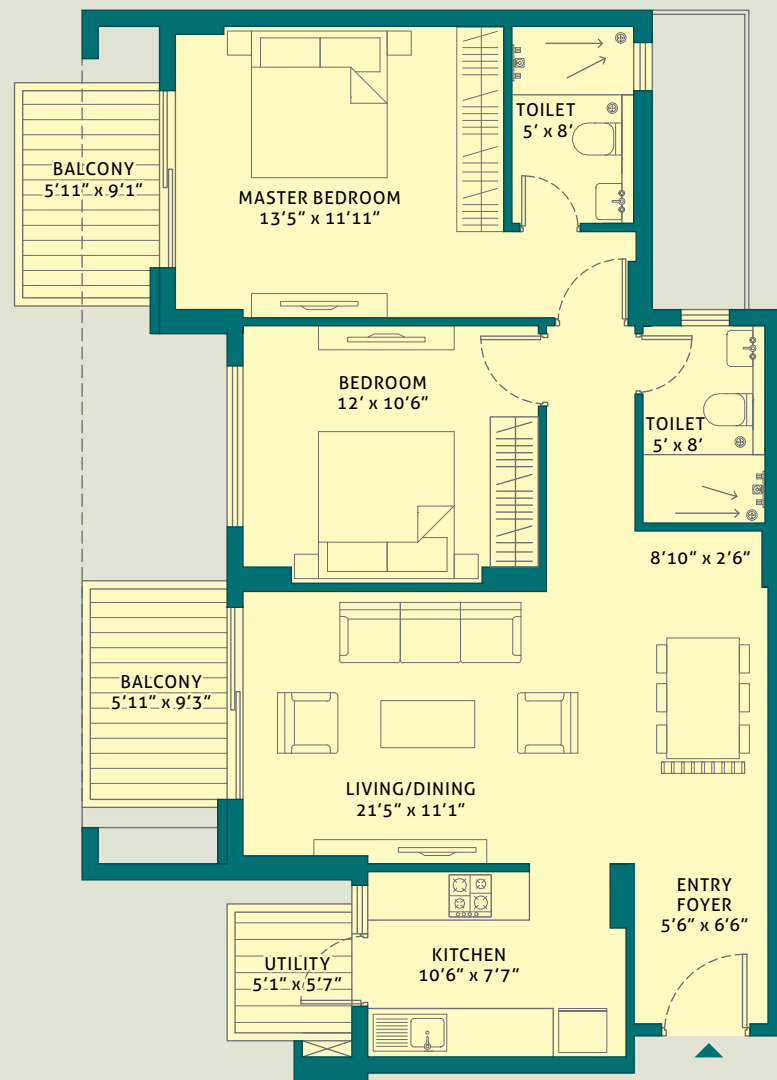 TOILET
5’ x 8’
BALCONY
5’11” x 9’1”
MASTER BEDROOM
13’5” x 11’11”
BEDROOM
12’ x 10’6”
TOILET
5’ x 8’
8’10” x 2’6”
BALCONY
5’11” x 9’3”
LIVING/DINING
21’5” x 11’1”
ENTRY
FOYER
5’6” x 6’6”
UTILITY
5’1” x 5’7”
KITCHEN
10’6” x 7’7”